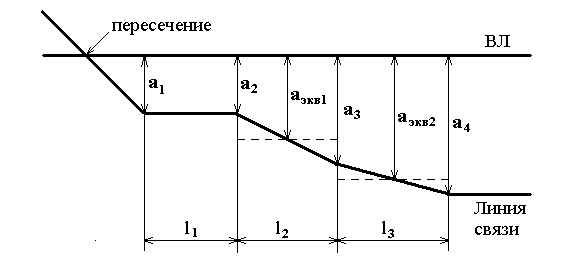 пересечение
ВЛ
a1
a2
aэкв1
a3
aэкв2
a4
Линия
связи
l1
l2
l3